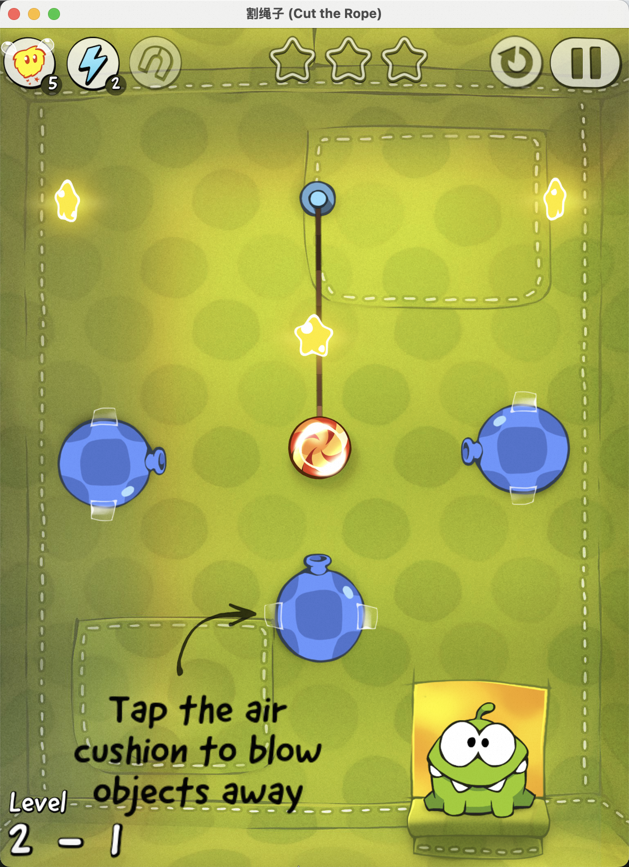 割绳子 (Cut the Rope)
5
2
Tap the air
cushion to blow
objects away
Level
2 - 1